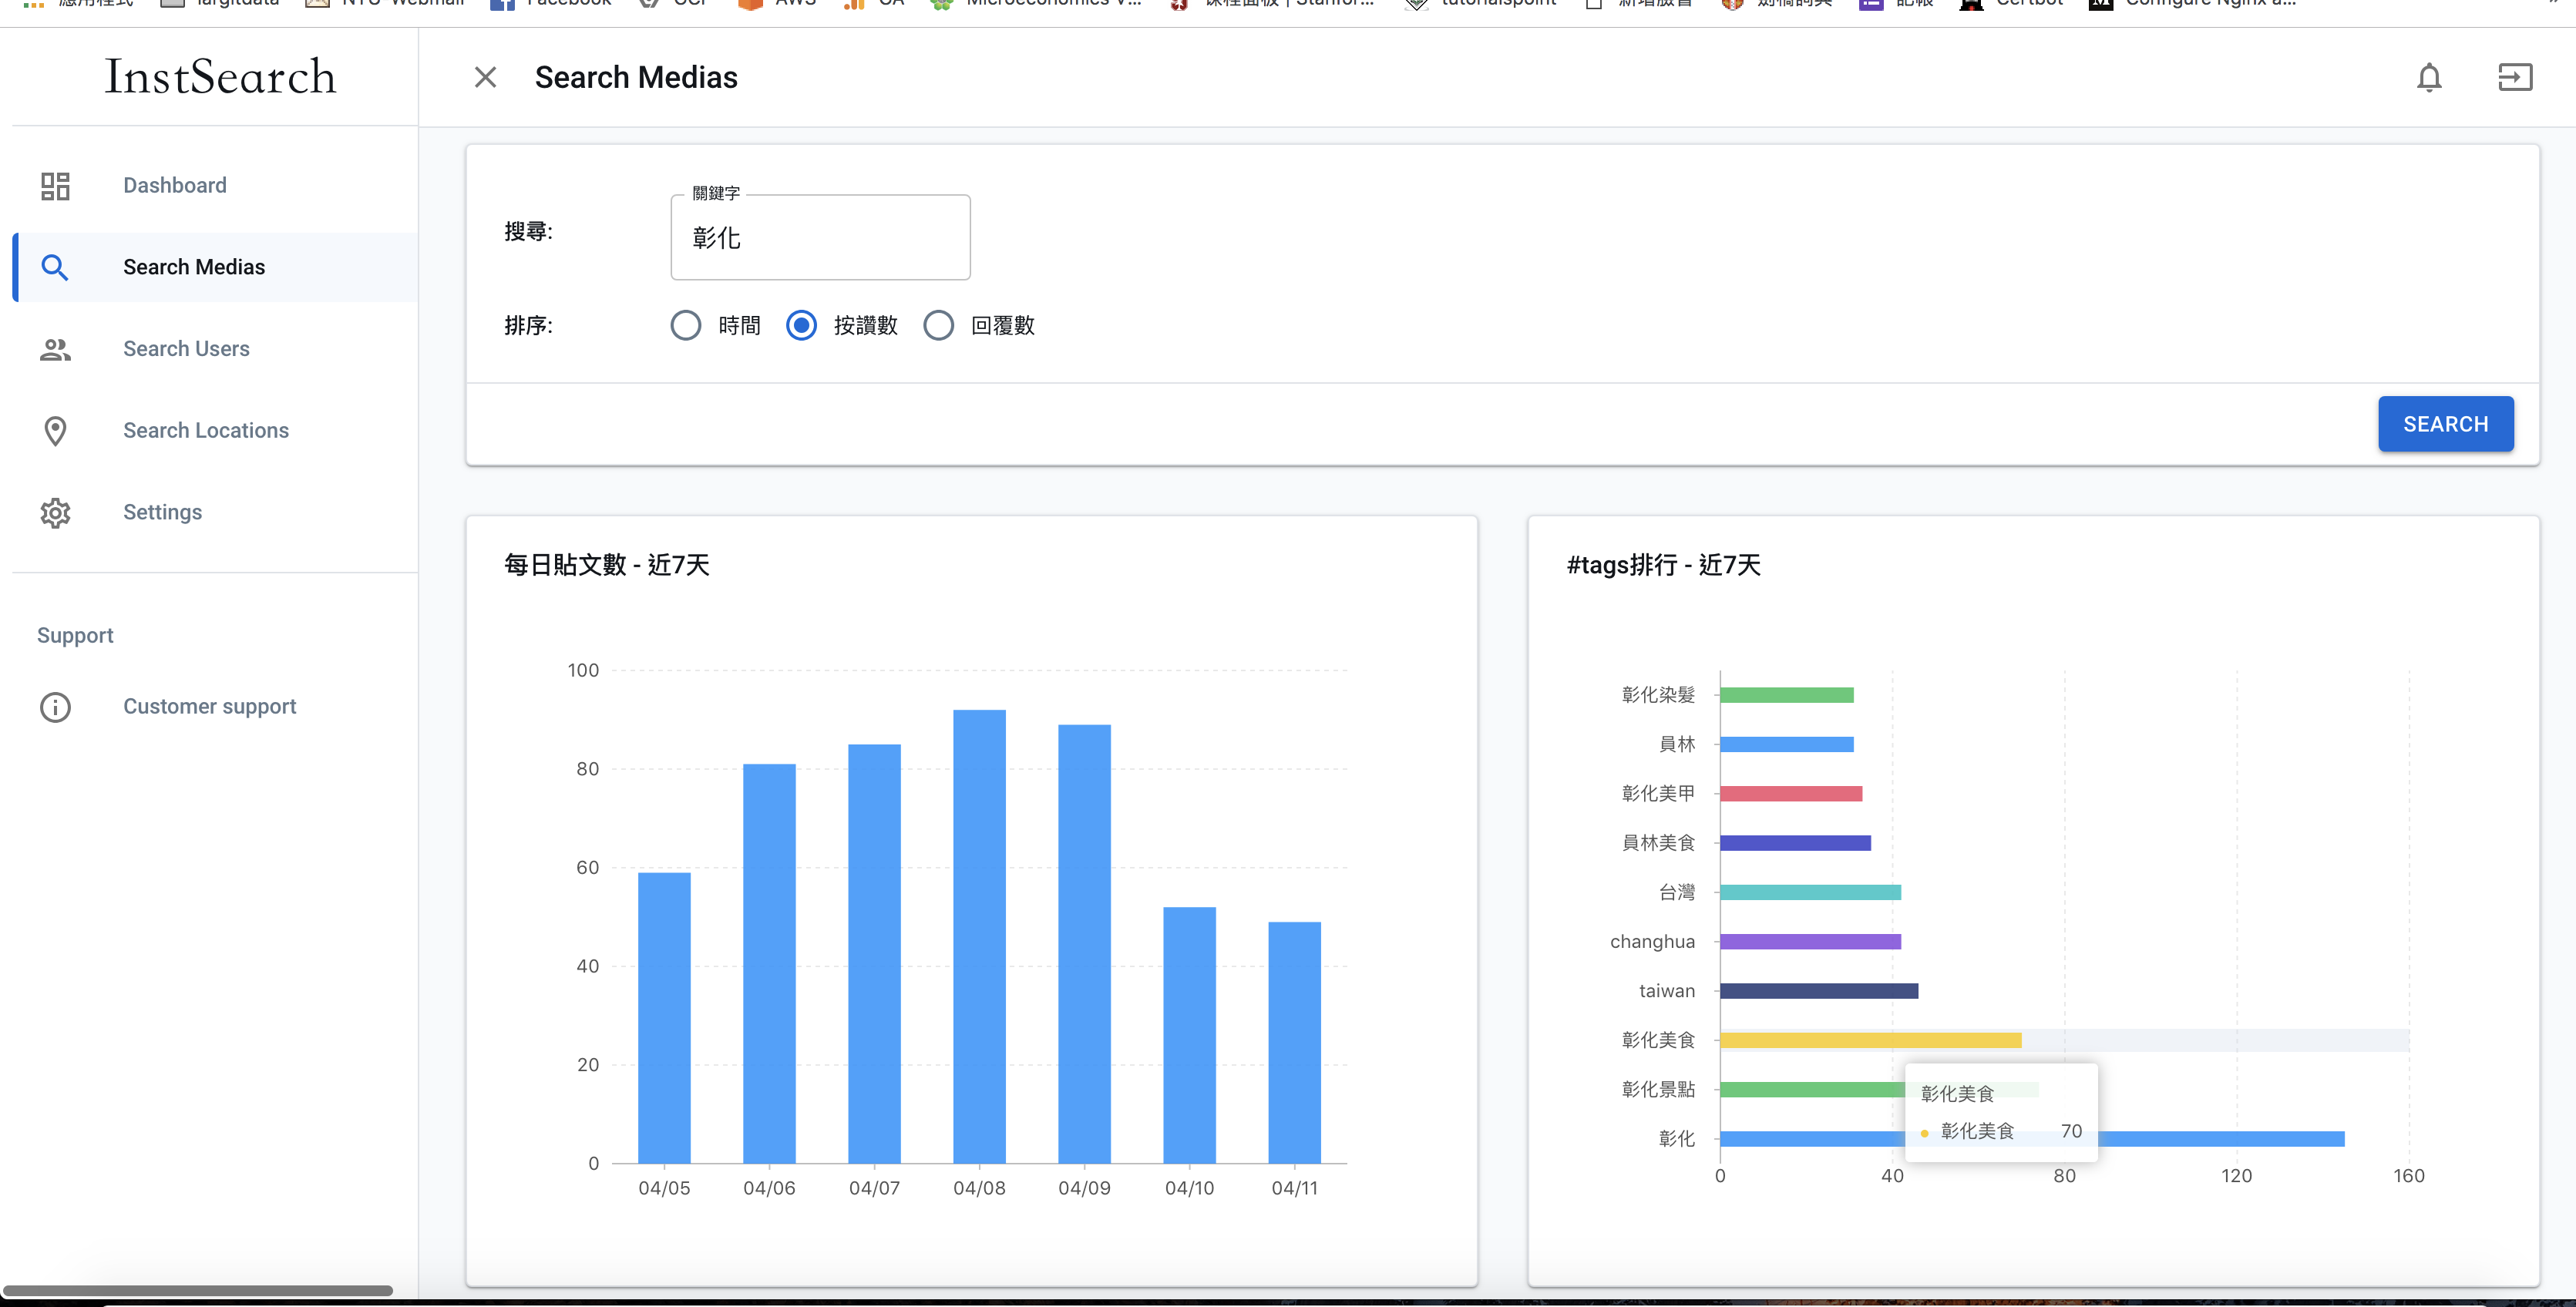 應用程式 largitdata NTU-Webmail Facebook GCP AWS GA Microeconomics V... 课程面板 | Stanfor... tutorialspoint 新增臉書 劍橋詞典 記帳 Certbot Configure Nginx a...
InstSearch
Search Medias
Dashboard
Search Medias
Search Users
Search Locations
Settings
Support
Customer support
關鍵字
搜尋: 彰化
排序: 時間 按讚數 回覆數
SEARCH
每日貼文數 - 近7天
100
80
60
40
20
0
04/05 04/06 04/07 04/08 04/09 04/10 04/11
#tags排行 - 近7天
彰化染髮
員林
彰化美甲
員林美食
台灣
changhua
taiwan
彰化美食
彰化景點
彰化
彰化美食
彰化美食 70
0 40 80 120 160